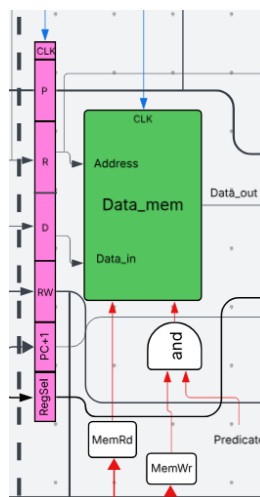 CLK
P
R
D
RW
PC+1
RegSel
CLK
Address
Data_mem
Data_out
Data_in
and
MemRd
MemWr
Predicate